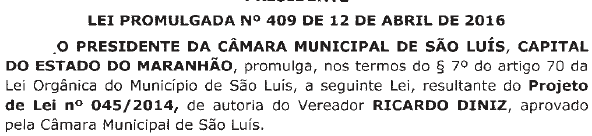 PRESIDENTE
LEI PROMULGADA Nº 409 DE 12 DE ABRIL DE 2016
O PRESIDENTE DA CÂMARA MUNICIPAL DE SÃO LUÍS, CAPITAL
DO ESTADO DO MARANHÃO, promulga, nos termos do § 7º do artigo 70 da
Lei Orgânica do Município de São Luís, a seguinte Lei, resultante do Projeto
de Lei nº 045/2014, de autoria do Vereador RICARDO DINIZ, aprovado
pela Câmara Municipal de São Luís.